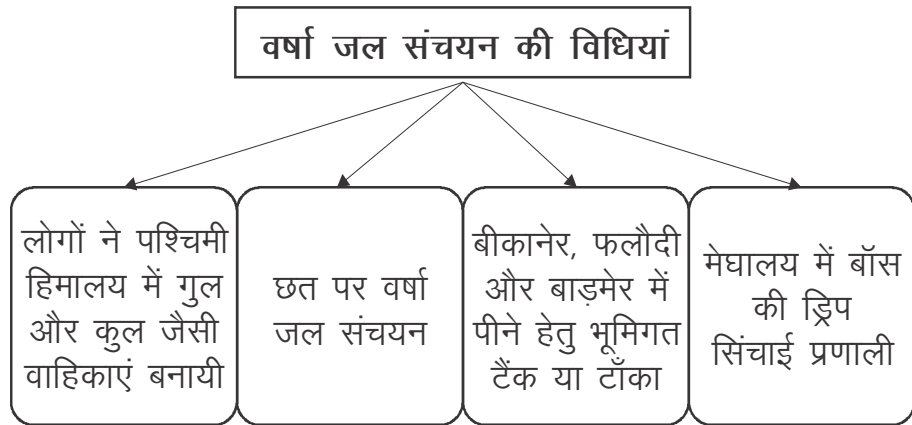 वर्षा जल संचयन की विधियां
लोगों ने पश्चिमी
हिमालय में गुल
और कुल जैसी
वाहिकाएं बनायी
छत पर वर्षा
जल संचयन
बीकानेर, फलौदी
और बाड़मेर में
पीने हेतु भूमिगत
टैंक या टाँका
मेघालय में बॉस
की ड्रिप
सिंचाई प्रणाली